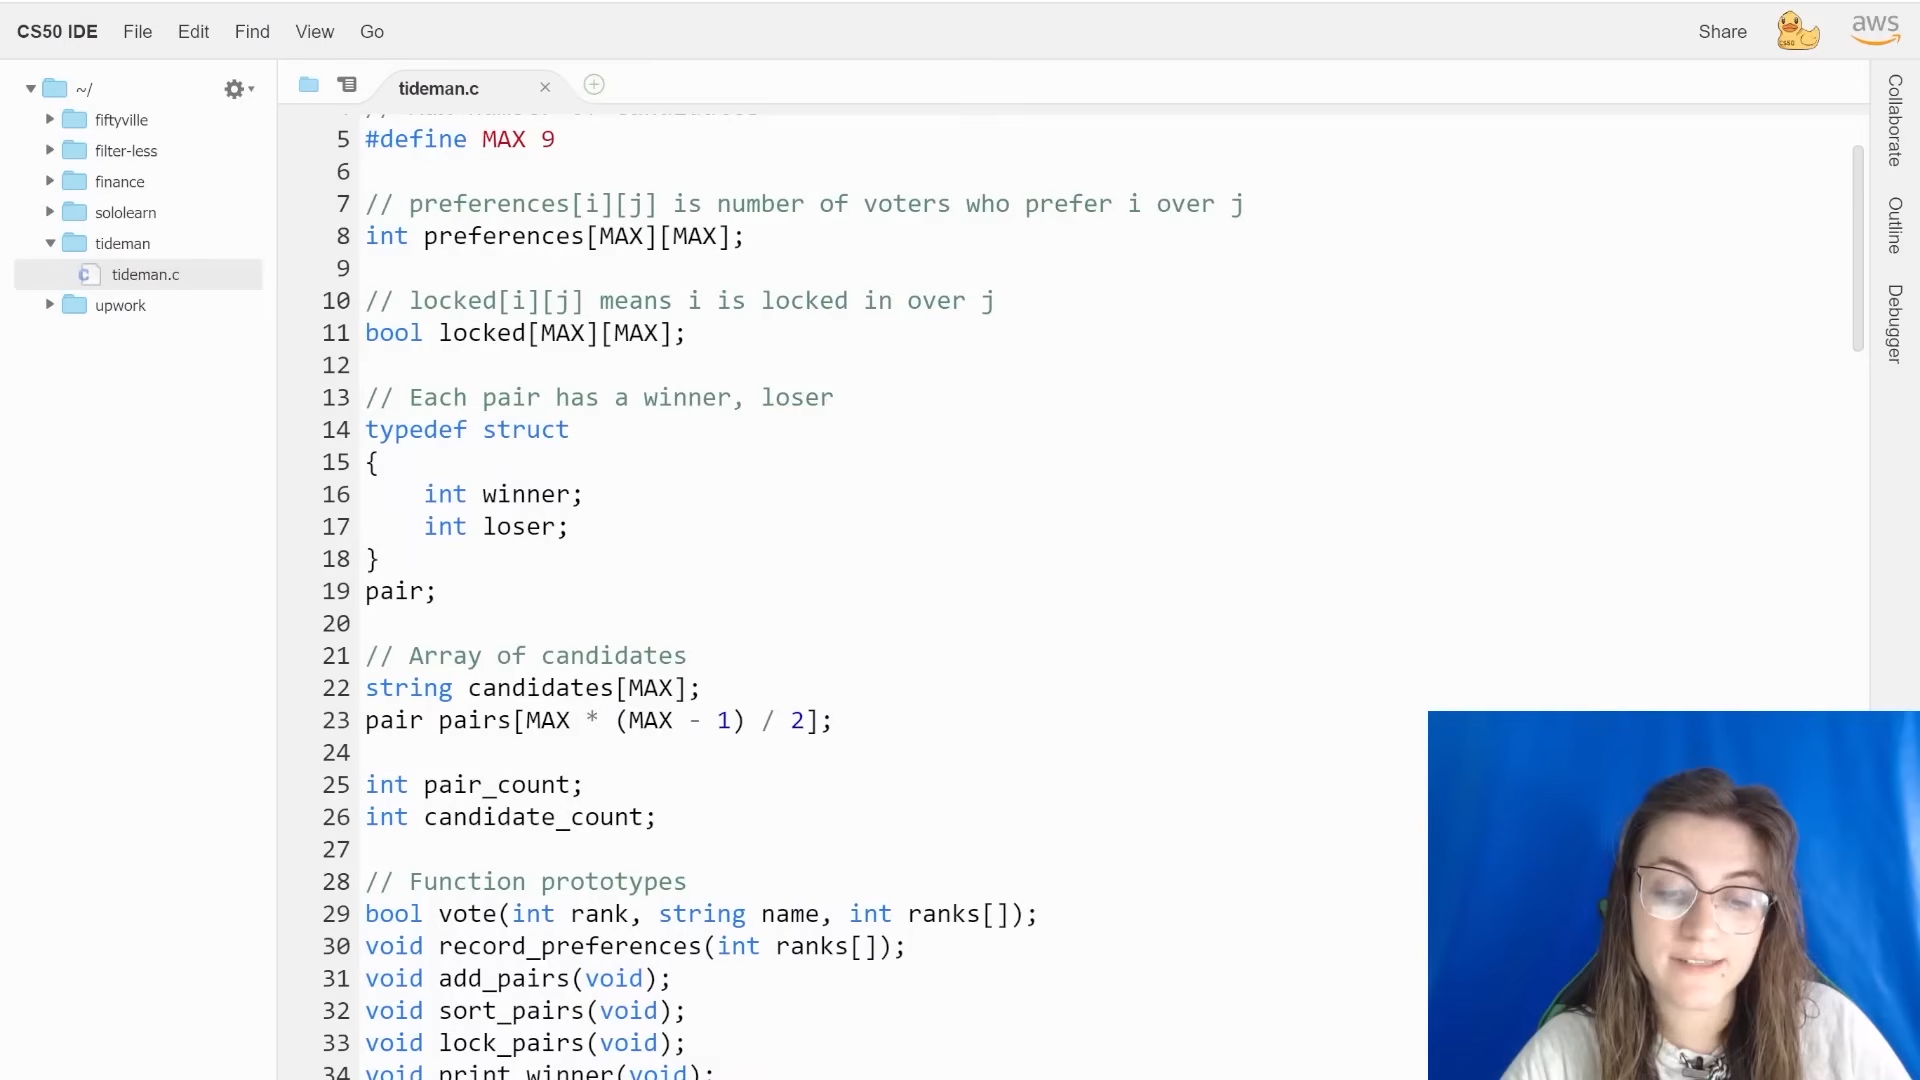 CS50 IDE File Edit Find View Go Share CS50 aws
~/
fiftyville
filter-less
finance
sololearn
tideman
tideman.c
upwork
tideman.c
5 #define MAX 9
6
7 // preferences[i][j] is number of voters who prefer i over j
8 int preferences[MAX][MAX];
9
10 // locked[i][j] means i is locked in over j
11 bool locked[MAX][MAX];
12
13 // Each pair has a winner, loser
14 typedef struct
15 {
16     int winner;
17     int loser;
18 }
19 pair;
20
21 // Array of candidates
22 string candidates[MAX];
23 pair pairs[MAX * (MAX - 1) / 2];
24
25 int pair_count;
26 int candidate_count;
27
28 // Function prototypes
29 bool vote(int rank, string name, int ranks[]);
30 void record_preferences(int ranks[]);
31 void add_pairs(void);
32 void sort_pairs(void);
33 void lock_pairs(void);
34 void print_winner(void);
Collaborate
Outline
Debugger